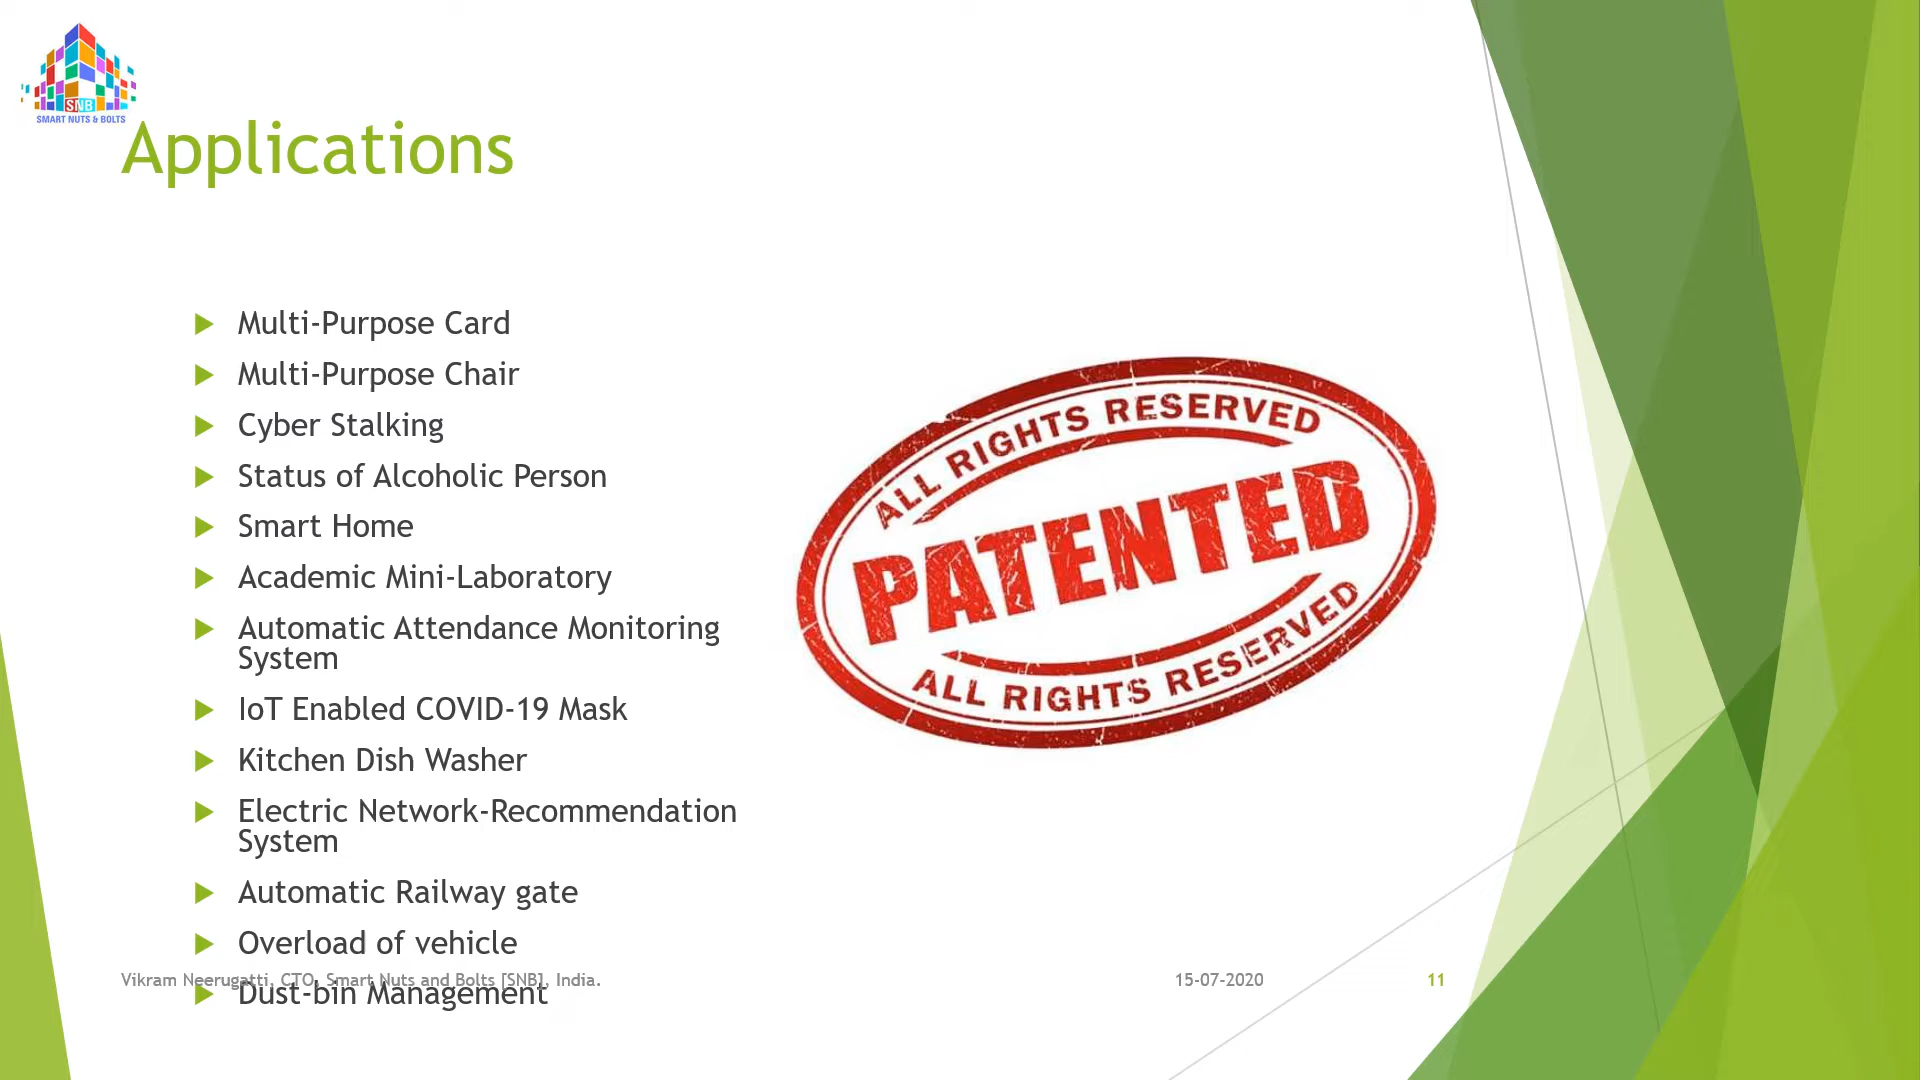 SNB
SMART NUTS & BOLTS
Applications
Multi-Purpose Card
Multi-Purpose Chair
Cyber Stalking
Status of Alcoholic Person
Smart Home
Academic Mini-Laboratory
Automatic Attendance Monitoring
System
IoT Enabled COVID-19 Mask
Kitchen Dish Washer
Electric Network-Recommendation
System
Automatic Railway gate
Overload of vehicle
Dust-bin Management
ALL RIGHTS RESERVED
PATENTED
ALL RIGHTS RESERVED
Vikram Neerugatti, CTO, Smart Nuts and Bolts [SNB], India.
15-07-2020
11